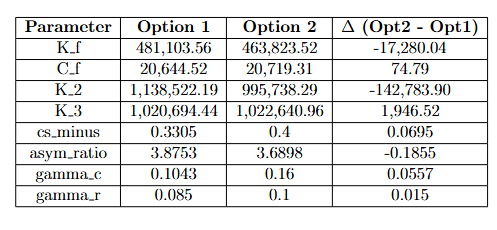 Parameter Option 1 Option 2 Δ (Opt2 - Opt1)
K_f 481,103.56 463,823.52 -17,280.04
C_f 20,644.52 20,719.31 74.79
K_2 1,138,522.19 995,738.29 -142,783.90
K_3 1,020,694.44 1,022,640.96 1,946.52
cs_minus 0.3305 0.4 0.0695
asym_ratio 3.8753 3.6898 -0.1855
gamma_c 0.1043 0.16 0.0557
gamma_r 0.085 0.1 0.015